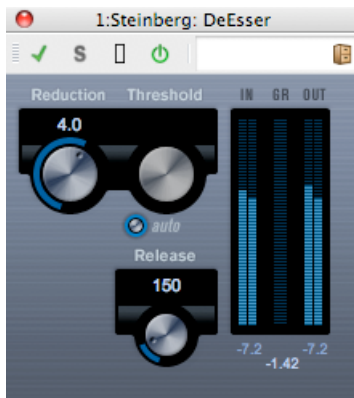 1:Steinberg: DeEsser
S
Reduction Threshold IN GR OUT
4.0
auto
Release
150
-7.2 -7.2
-1.42